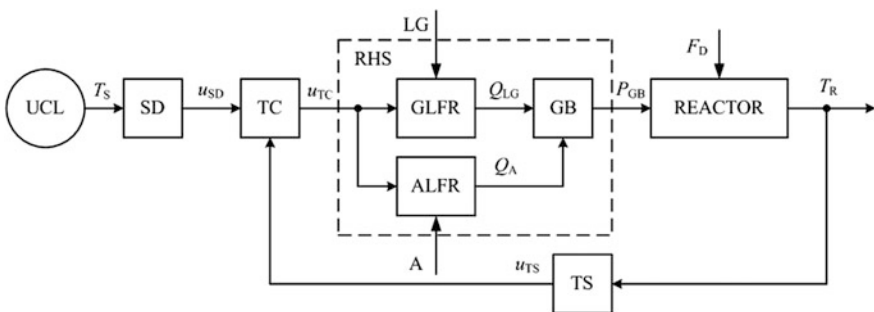 LG
RHS
F_D
UCL
T_S
SD
u_SD
TC
u_TC
GLFR
Q_LG
GB
P_GB
REACTOR
T_R
ALFR
Q_A
A
u_TS
TS